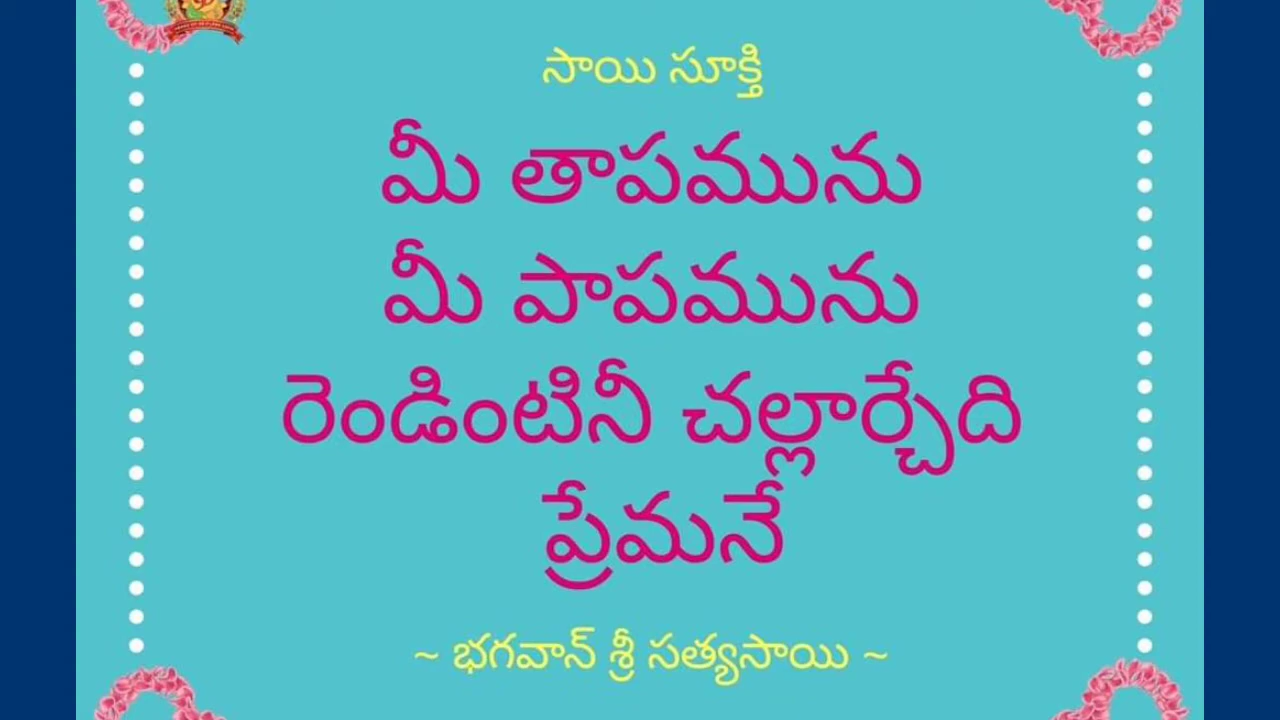 సాయి సూక్తి
మీ తాపమును
మీ పాపమును
రెండింటినీ చల్లార్చేది
ప్రేమనే
~ భగవాన్ శ్రీ సత్యసాయి ~